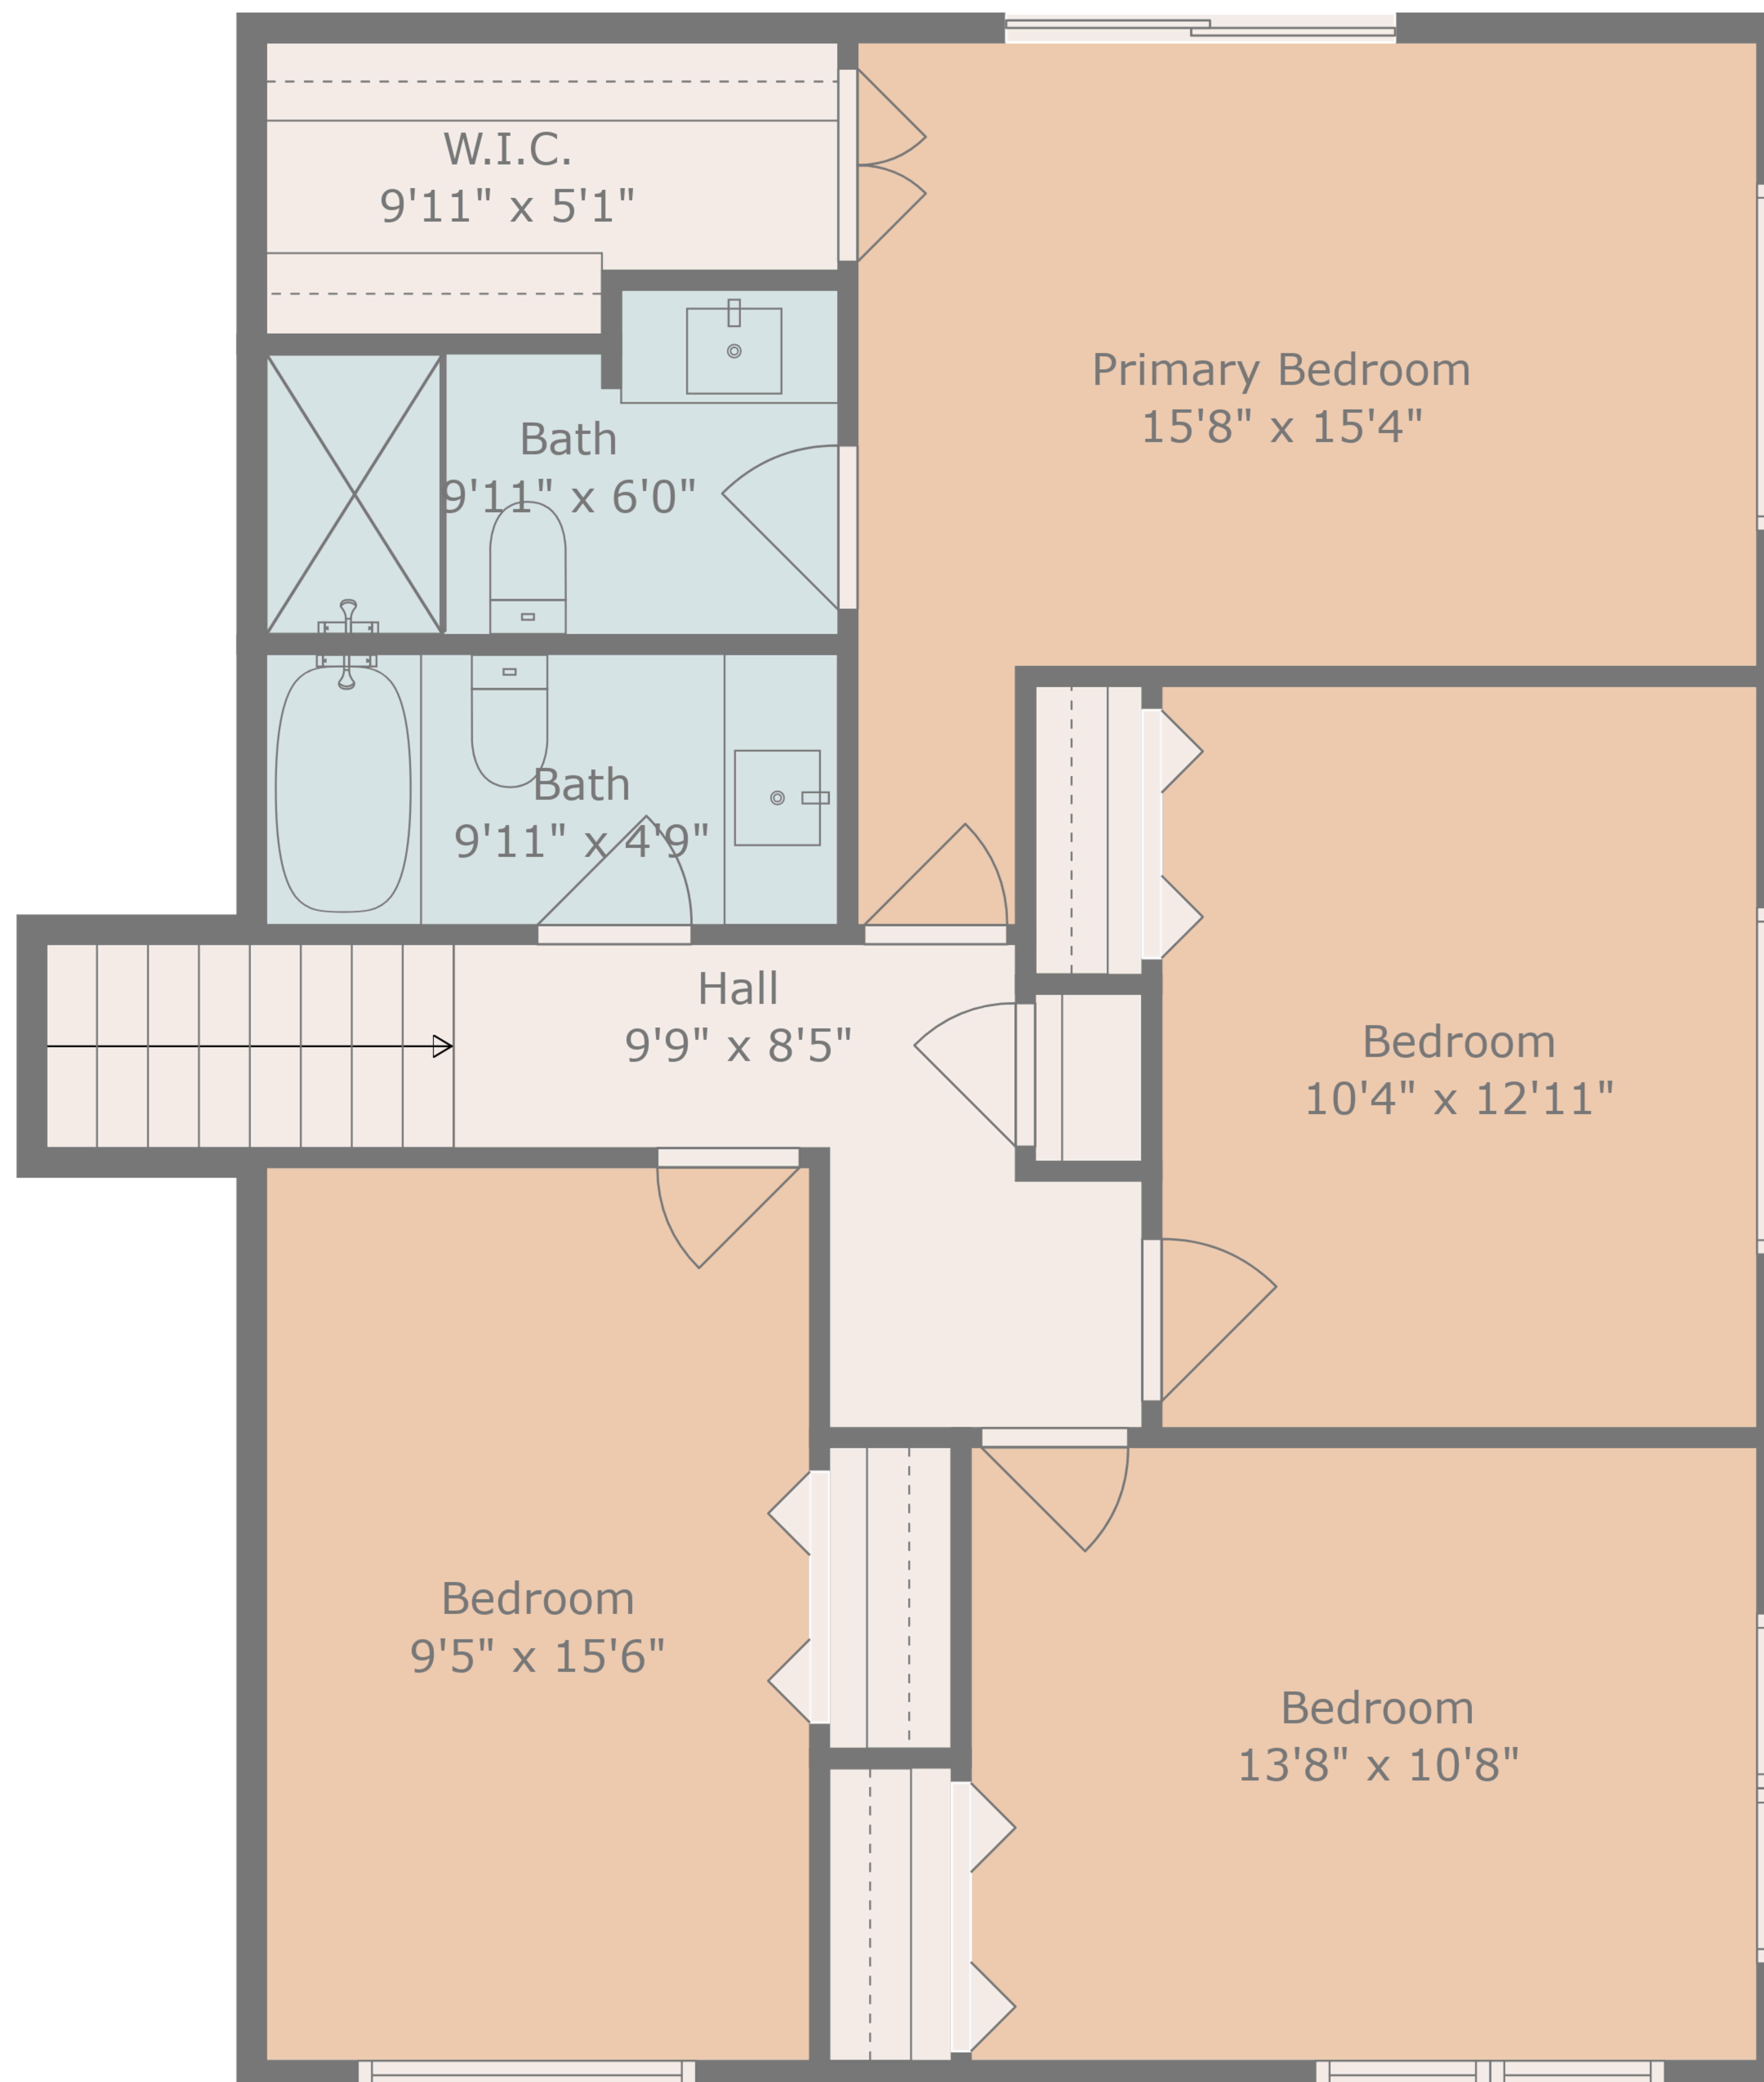 W.I.C.
9'11" x 5'1"
Primary Bedroom
15'8" x 15'4"
Bath
9'11" x 6'0"
Bath
9'11" x 4'9"
Hall
9'9" x 8'5"
Bedroom
10'4" x 12'11"
Bedroom
9'5" x 15'6"
Bedroom
13'8" x 10'8"